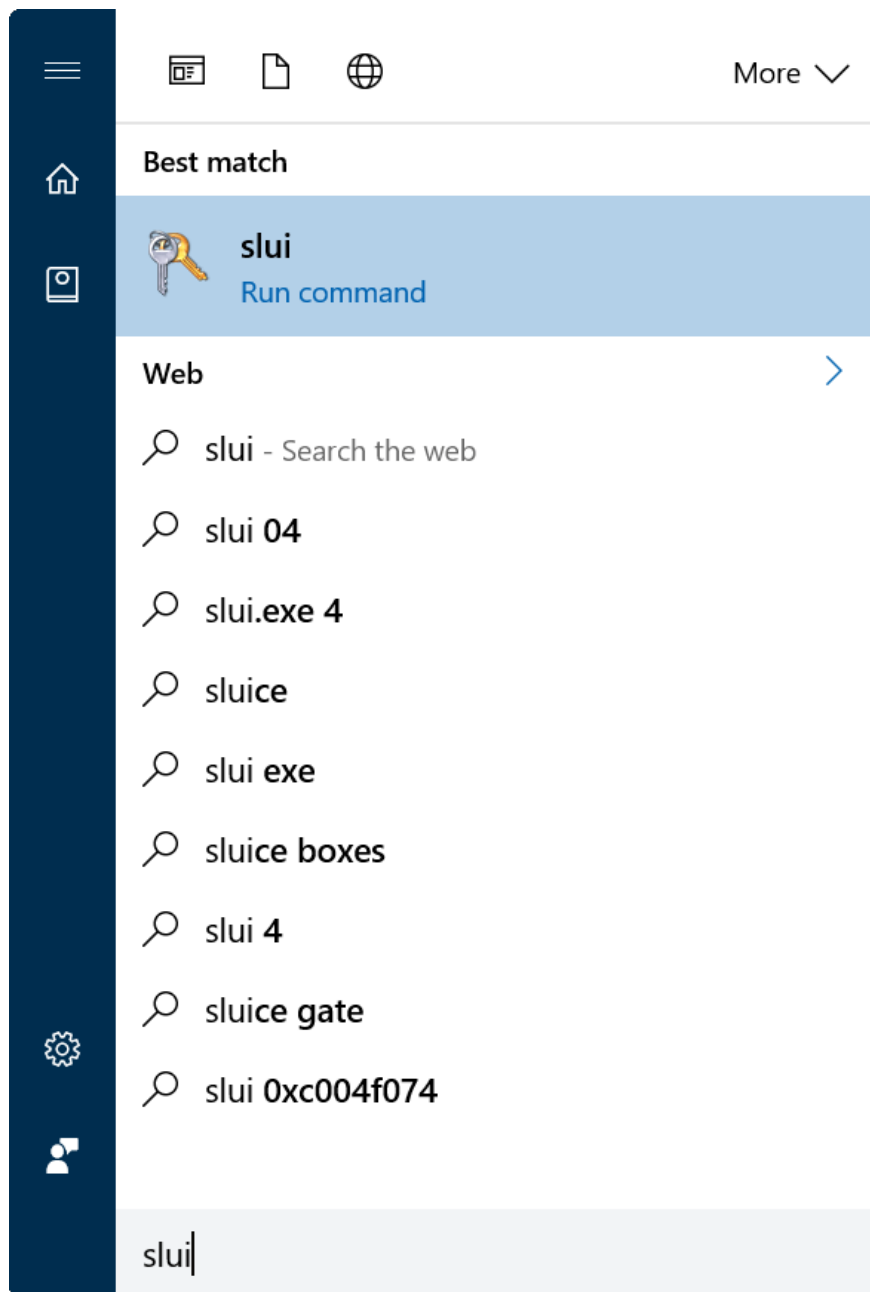 More
Best match
slui
Run command
Web
slui - Search the web
slui 04
slui.exe 4
sluice
slui exe
sluice boxes
slui 4
sluice gate
slui 0xc004f074
slui